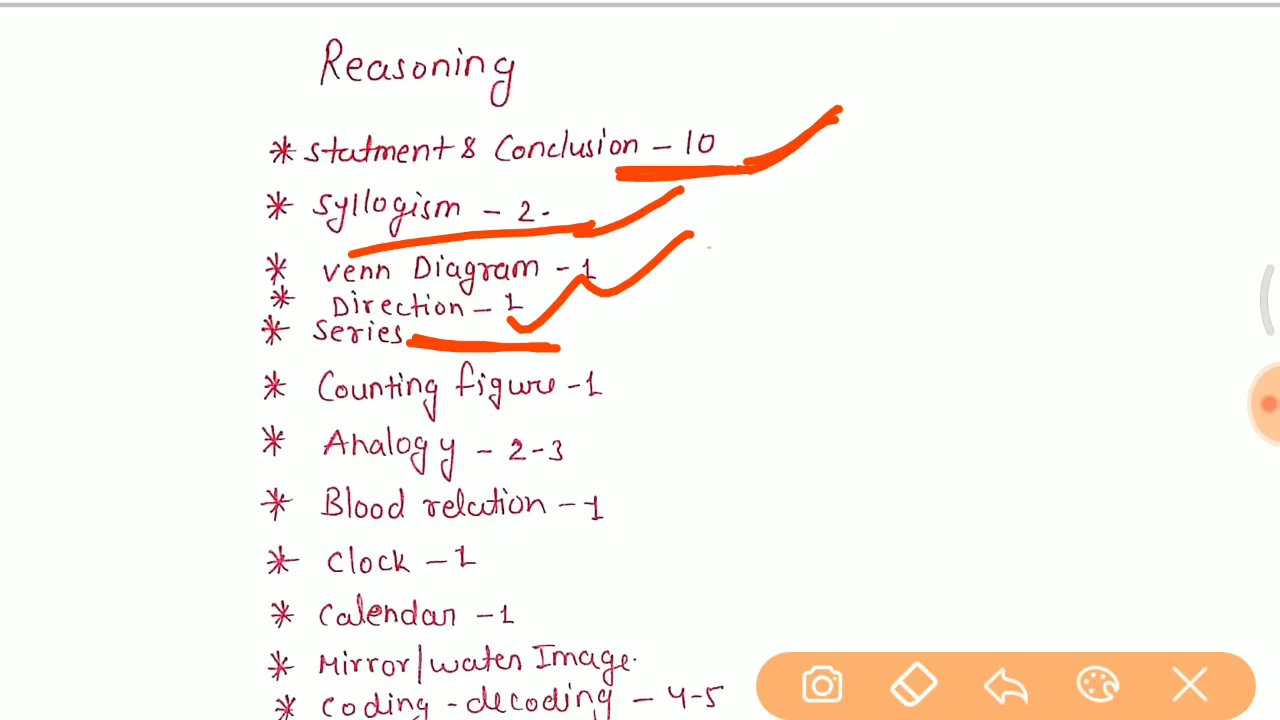 Reasoning
* Statment & Conclusion - 10
* Syllogism - 2.
* Venn Diagram - 1
* Direction - 1
* Series
* Counting figure - 1
* Analogy - 2-3
* Blood relation - 1
* Clock - 1
* Calendar - 1
* Mirror/water Image.
* Coding - decoding - 4-5